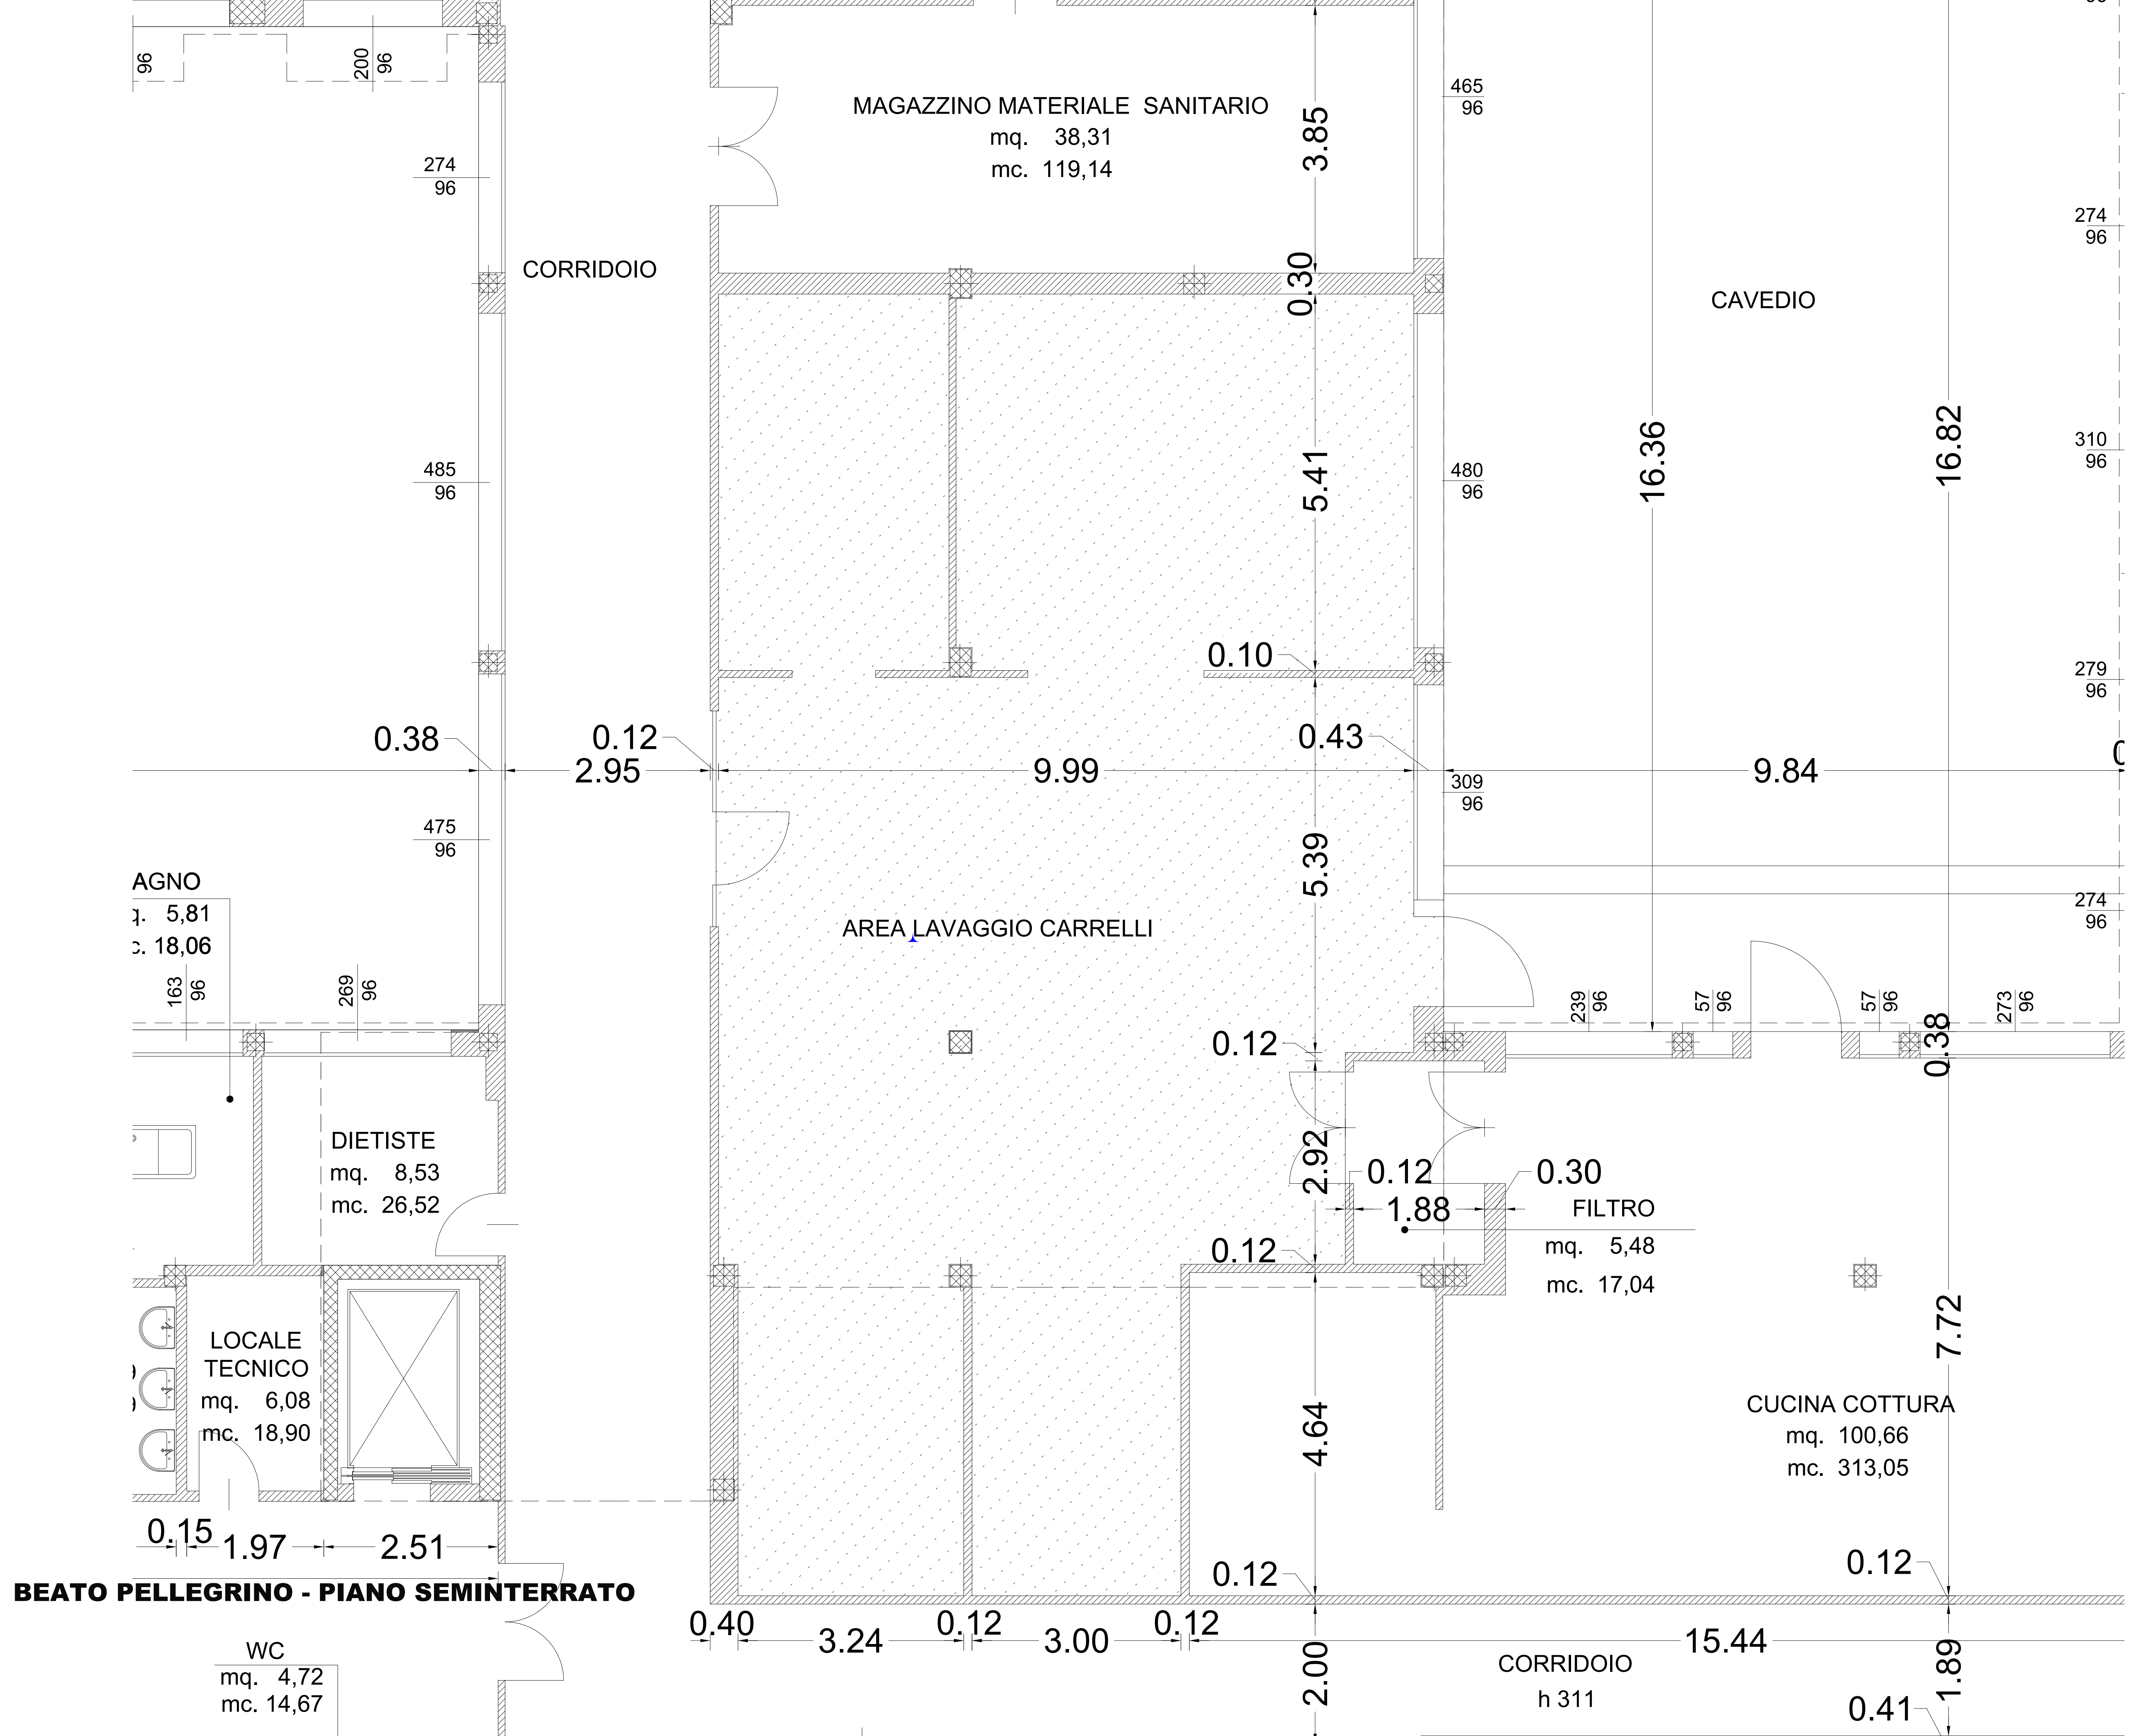 96
200
96
MAGAZZINO MATERIALE SANITARIO
mq. 38,31
mc. 119,14
3.85
465
96
274
96
274
96
CORRIDOIO
0.30
CAVEDIO
485
96
5.41
480
96
16.36
16.82
310
96
0.10
279
96
0.38
2.95
0.12
9.99
0.43
309
96
9.84
475
96
5.39
AGNO
5,81
18,06
AREA LAVAGGIO CARRELLI
274
96
163
96
269
96
239
96
57
96
57
96
273
96
0.38
0.12
DIETISTE
mq. 8,53
mc. 26,52
2.92
0.12
1.88
0.30
FILTRO
mq. 5,48
mc. 17,04
0.12
LOCALE
TECNICO
mq. 6,08
mc. 18,90
4.64
7.72
CUCINA COTTURA
mq. 100,66
mc. 313,05
0.15
1.97
2.51
0.12
0.12
BEATO PELLEGRINO - PIANO SEMINTERRATO
0.40
3.24
0.12
3.00
0.12
15.44
WC
mq. 4,72
mc. 14,67
2.00
CORRIDOIO
h 311
1.89
0.41